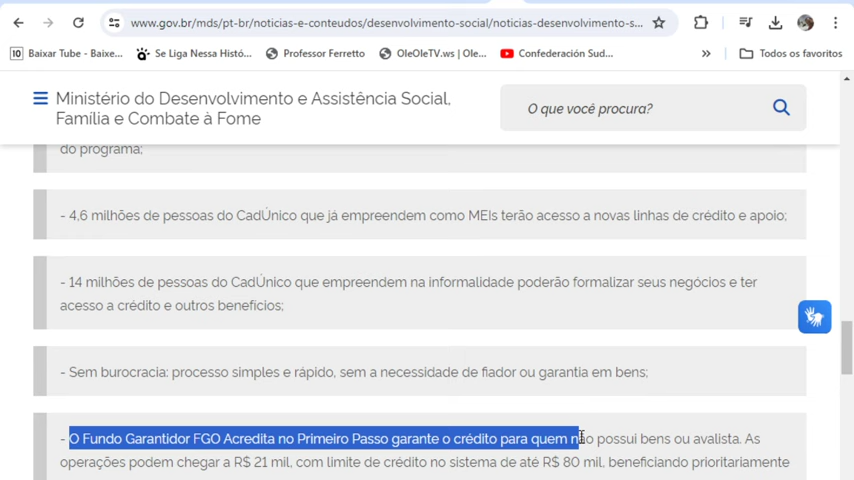 www.gov.br/mds/pt-br/noticias-e-conteudos/desenvolvimento-social/noticias-desenvolvimento-s...
10 Baixar Tube - Baixe... Se Liga Nessa Histó... Professor Ferretto OleOleTV.ws | Ole... Confederación Sud... » Todos os favoritos
Ministério do Desenvolvimento e Assistência Social,
Família e Combate à Fome
O que você procura?
do programa;
- 4,6 milhões de pessoas do CadÚnico que já empreendem como MEIs terão acesso a novas linhas de crédito e apoio;
- 14 milhões de pessoas do CadÚnico que empreendem na informalidade poderão formalizar seus negócios e ter
acesso a crédito e outros benefícios;
- Sem burocracia: processo simples e rápido, sem a necessidade de fiador ou garantia em bens;
- O Fundo Garantidor FGO Acredita no Primeiro Passo garante o crédito para quem não possui bens ou avalista. As
operações podem chegar a R$ 21 mil, com limite de crédito no sistema de até R$ 80 mil, beneficiando prioritariamente